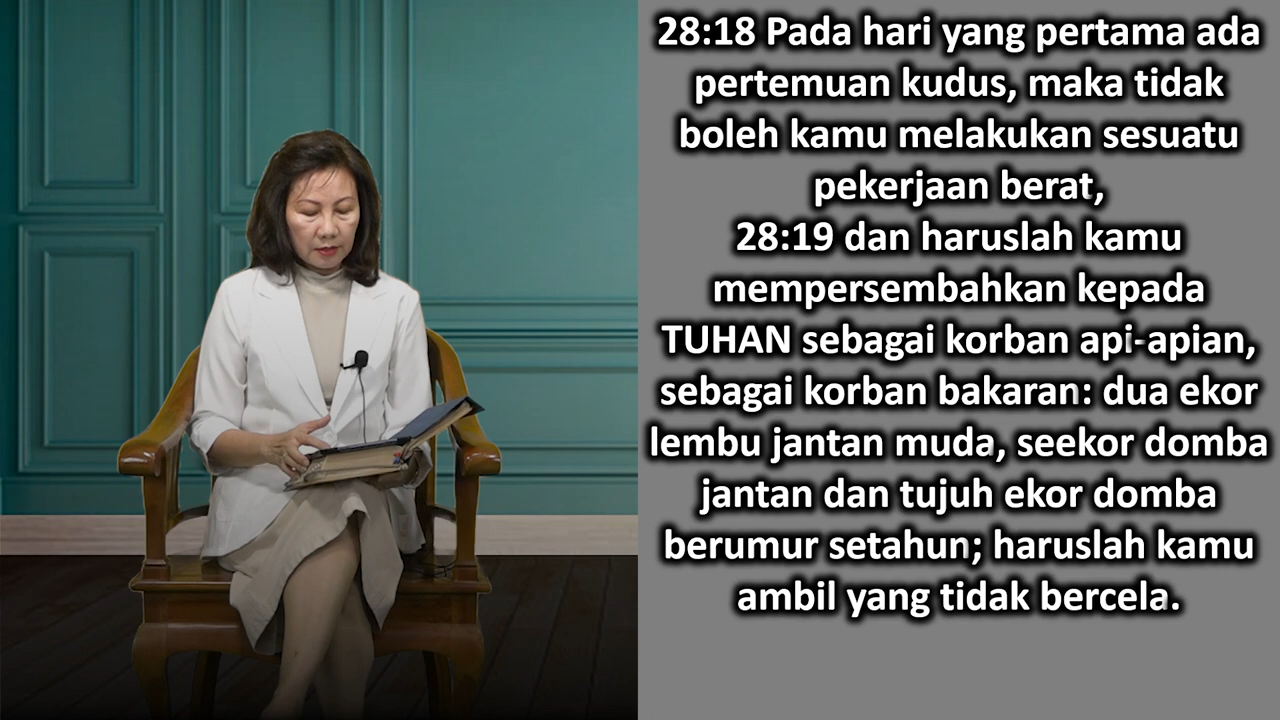 28:18 Pada hari yang pertama ada
pertemuan kudus, maka tidak
boleh kamu melakukan sesuatu
pekerjaan berat,
28:19 dan haruslah kamu
mempersembahkan kepada
TUHAN sebagai korban api-apian,
sebagai korban bakaran: dua ekor
lembu jantan muda, seekor domba
jantan dan tujuh ekor domba
berumur setahun; haruslah kamu
ambil yang tidak bercela.